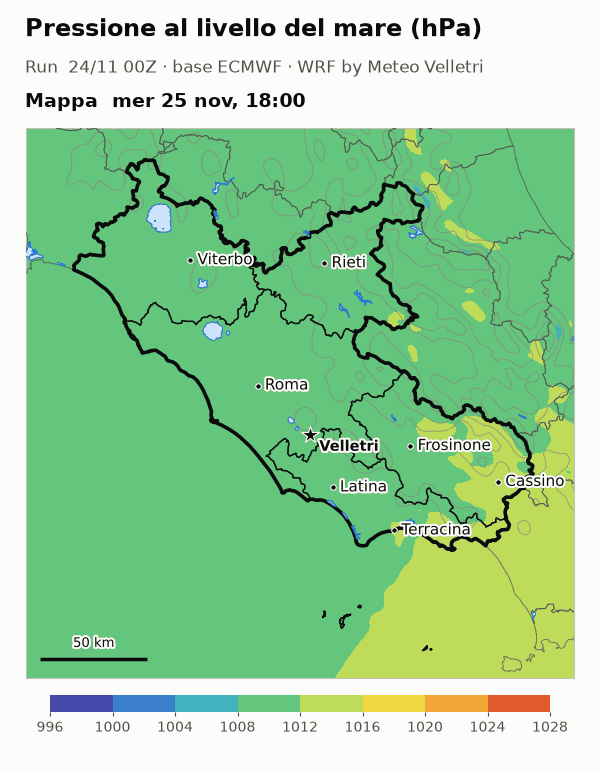 Pressione al livello del mare (hPa)
Run  24/11 00Z · base ECMWF · WRF by Meteo Velletri
Mappa  mer 25 nov, 18:00
Viterbo
Rieti
Roma
Velletri
Frosinone
Cassino
Latina
Terracina
50 km
996 1000 1004 1008 1012 1016 1020 1024 1028